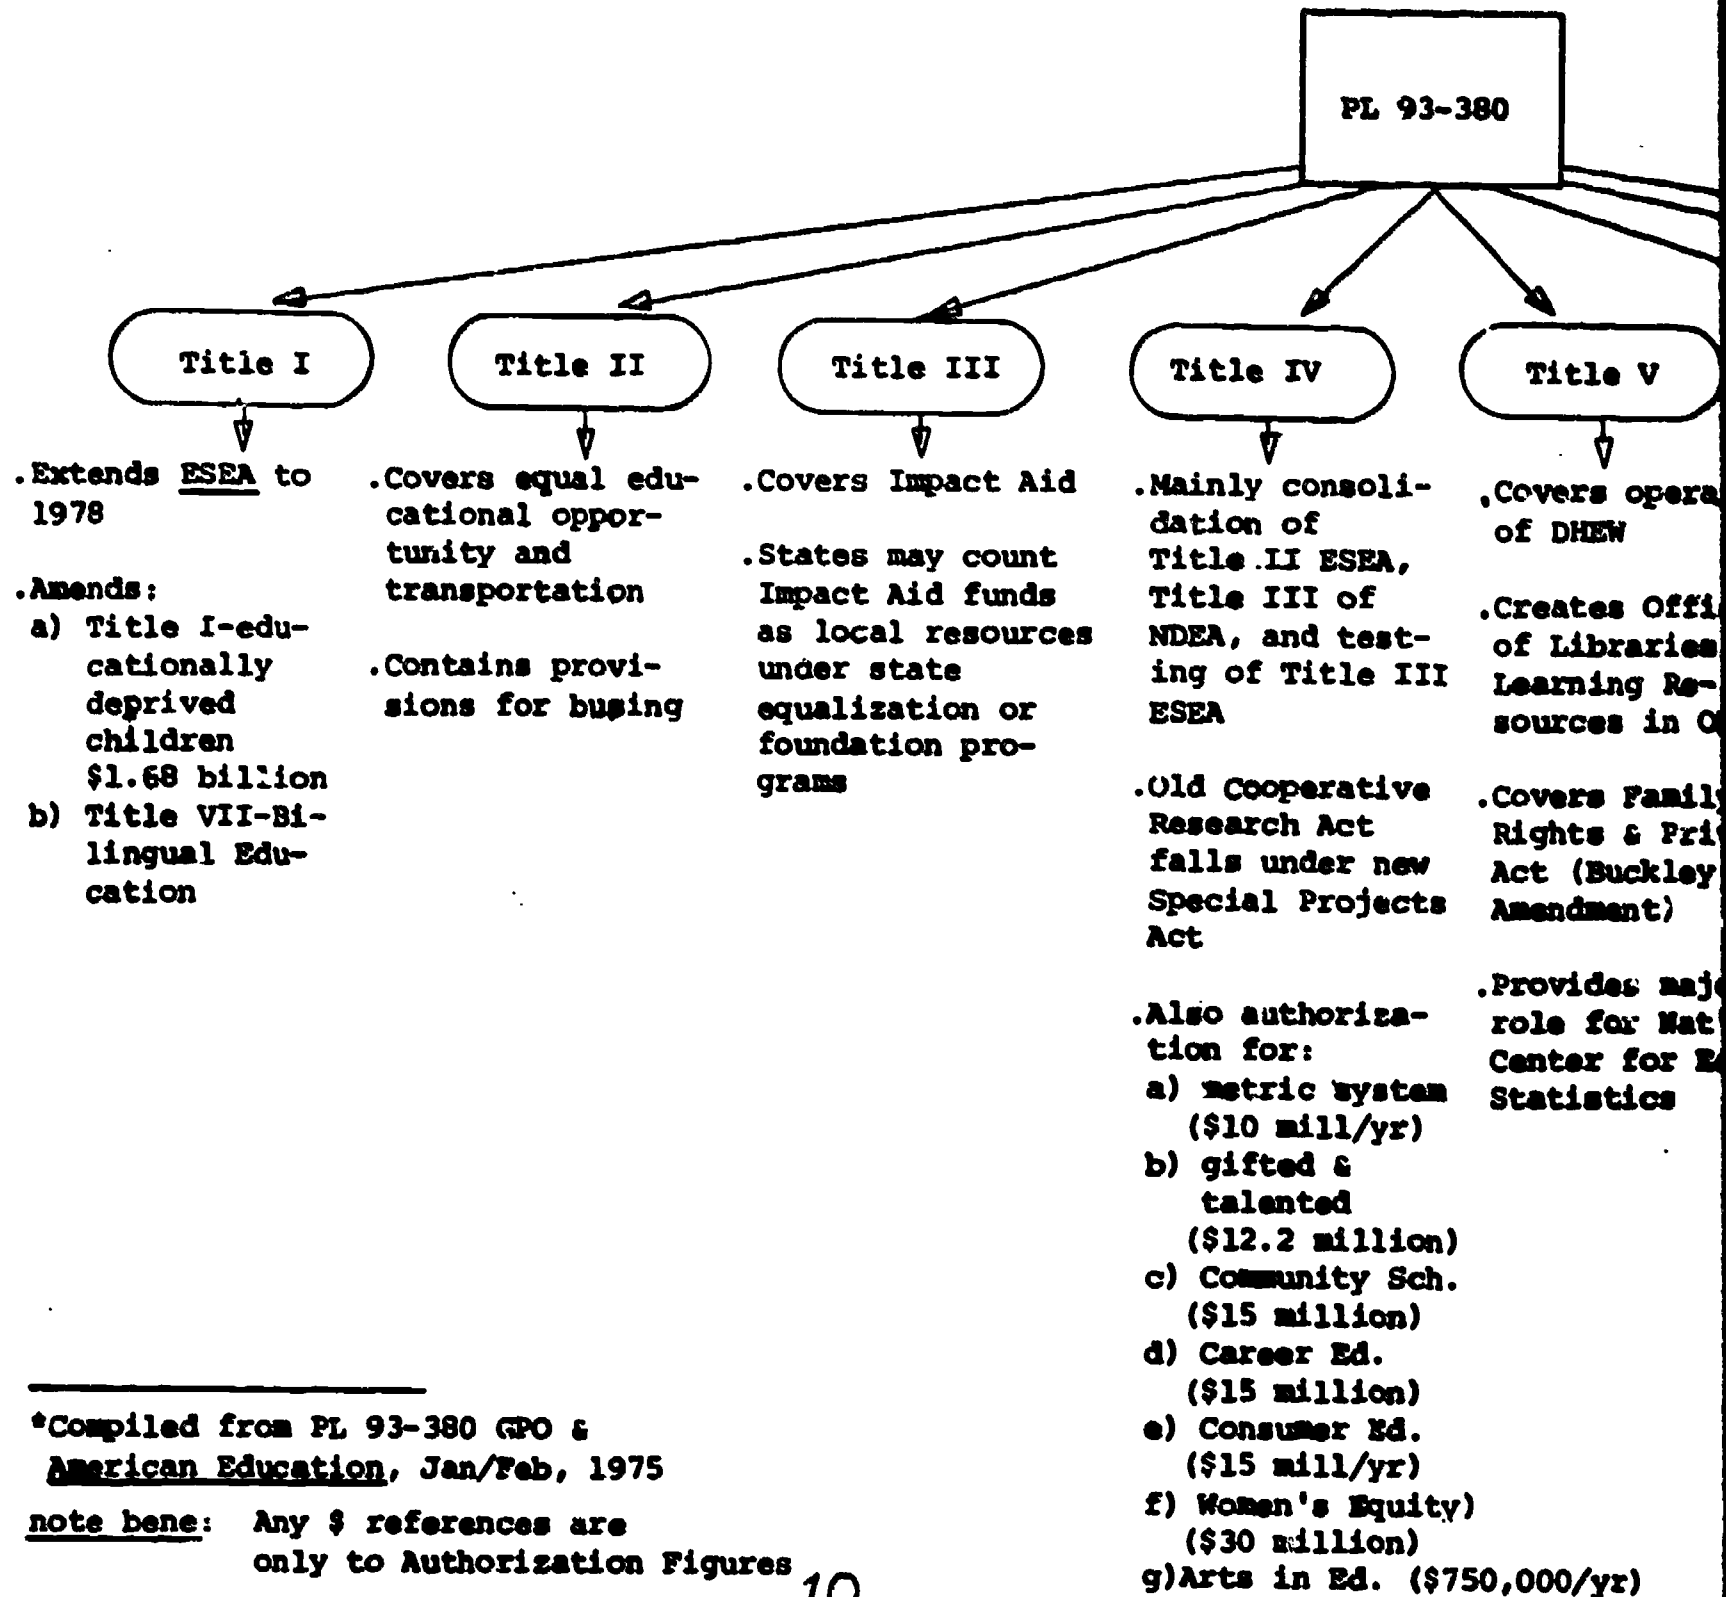 PL 93-380
Title I
Title II
Title III
Title IV
Title V
.Extends ESEA to
1978
.Amends:
a) Title I-edu-
cationally
deprived
children
$1.68 billion
b) Title VII-Bi-
lingual Edu-
cation
.Covers equal edu-
cational oppor-
tunity and
transportation
.Contains provi-
sions for busing
.Covers Impact Aid
.States may count
Impact Aid funds
as local resources
under state
equalization or
foundation pro-
grams
.Mainly consoli-
dation of
Title II ESEA,
Title III of
NDEA, and test-
ing of Title III
ESEA
.Old Cooperative
Research Act
falls under new
Special Projects
Act
.Also authoriza-
tion for:
a) metric system
($10 mill/yr)
b) gifted &
talented
($12.2 million)
c) Community Sch.
($15 million)
d) Career Ed.
($15 million)
e) Consumer Ed.
($15 mill/yr)
f) Women's Equity)
($30 million)
g)Arts in Ed. ($750,000/yr)
.Covers
of DHEW
.Creates
of Libraries
Learning Re-
sources in
.Covers Family
Rights &
Act (Buckley
Amendment)
.Provides
role for Nat
Center for
Statistics
*Compiled from PL 93-380 GPO &
American Education, Jan/Feb, 1975
note bene: Any $ references are
only to Authorization Figures